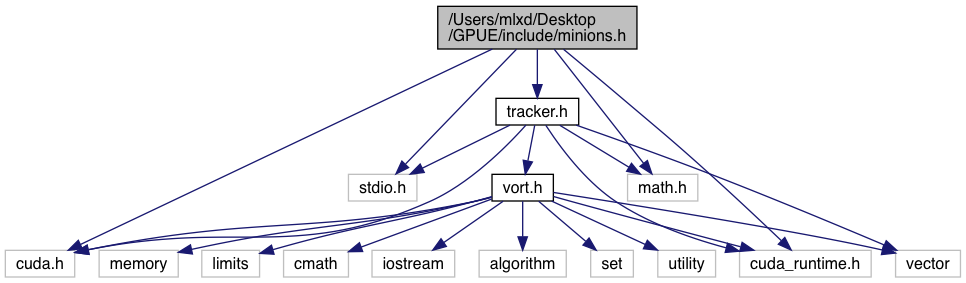 /Users/mlxd/Desktop
/GPUE/include/minions.h
tracker.h
stdio.h
vort.h
math.h
cuda.h
memory
limits
cmath
iostream
algorithm
set
utility
cuda_runtime.h
vector